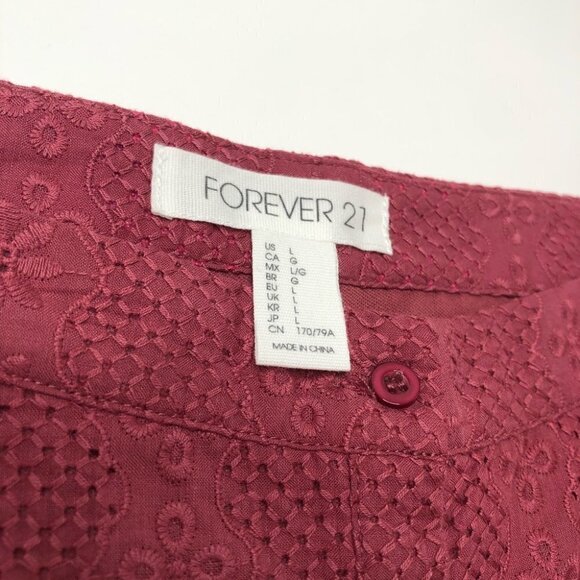 FOREVER 21
US L
CA G
MX L/G
BR G
EU L
UK L
KR L
JP L
CN 170/79A
MADE IN CHINA